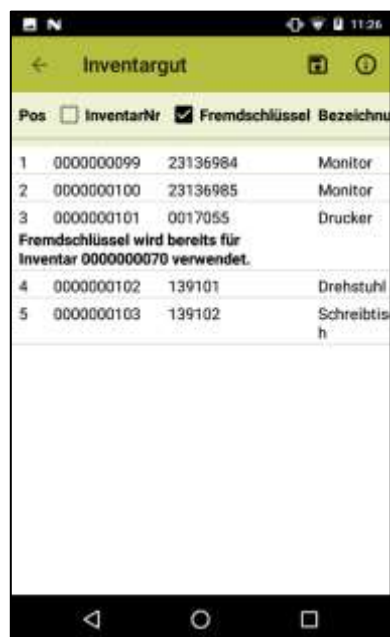 N 11:26
Inventargut
Pos InventarNr Fremdschlüssel Bezeichnu
1 0000000099 23136984 Monitor
2 0000000100 23136985 Monitor
3 0000000101 0017055 Drucker
Fremdschlüssel wird bereits für
Inventar 0000000070 verwendet.
4 0000000102 139101 Drehstuhl
5 0000000103 139102 Schreibtis
h